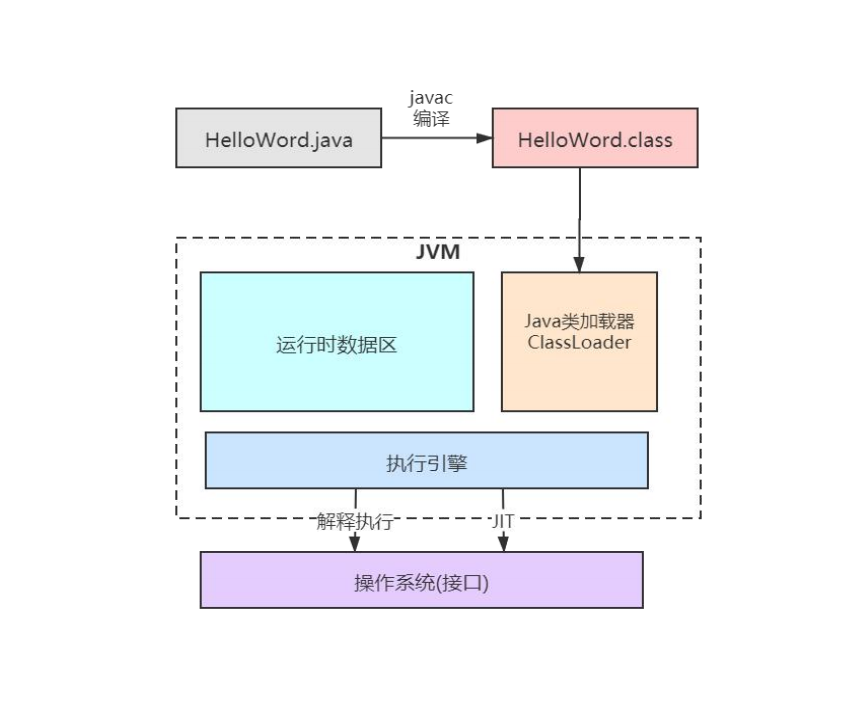 javac
编译
HelloWord.java
HelloWord.class
JVM
运行时数据区
Java类加载器
ClassLoader
执行引擎
解释执行
JIT
操作系统(接口)